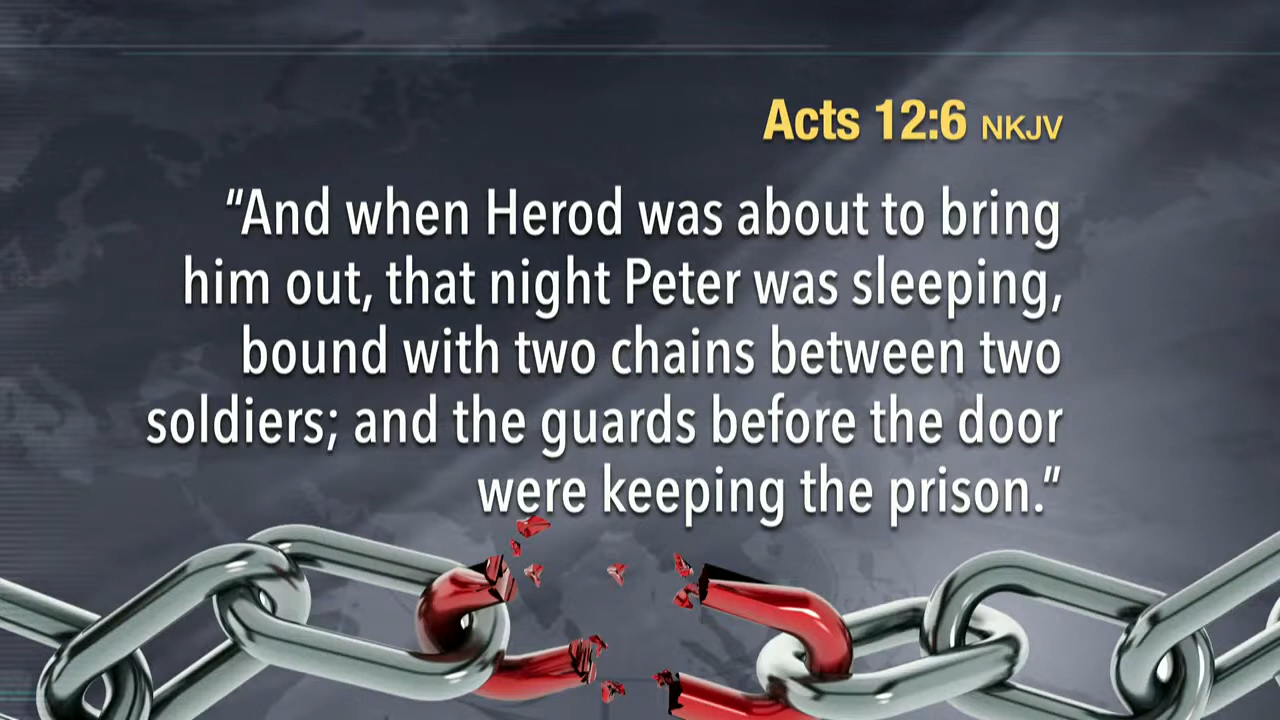 Acts 12:6 NKJV
“And when Herod was about to bring
him out, that night Peter was sleeping,
bound with two chains between two
soldiers; and the guards before the door
were keeping the prison.”